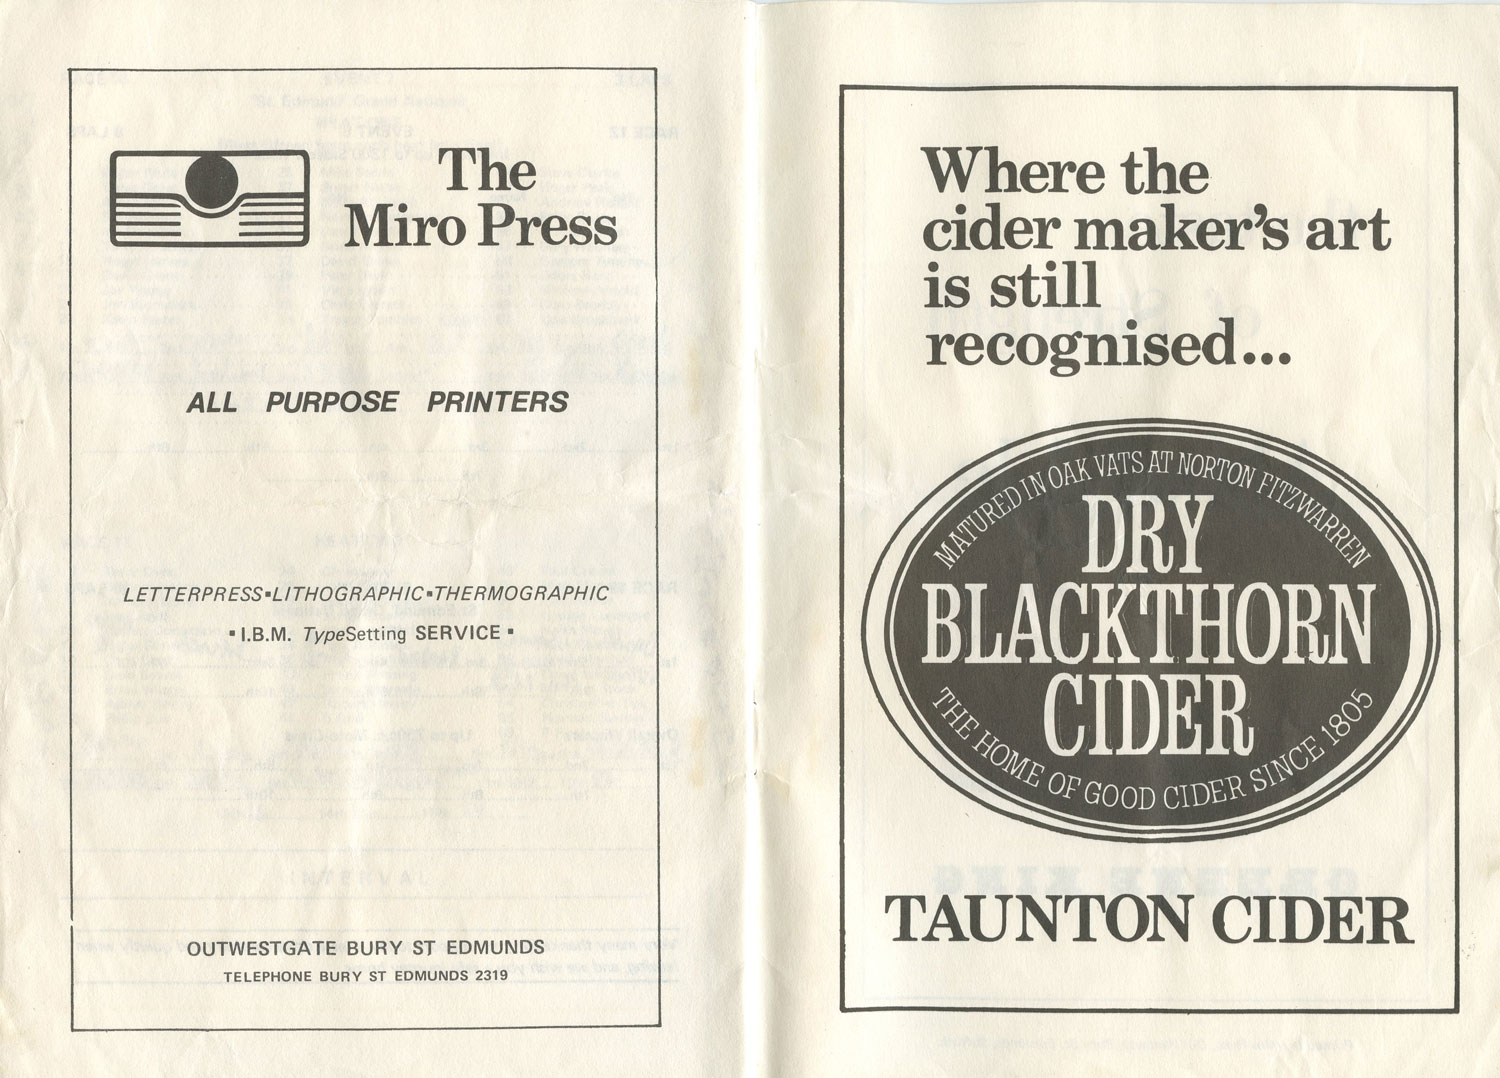 The
Miro Press
ALL PURPOSE PRINTERS
LETTERPRESS▪LITHOGRAPHIC▪THERMOGRAPHIC
▪ I.B.M. TypeSetting SERVICE ▪
OUTWESTGATE BURY ST EDMUNDS
TELEPHONE BURY ST EDMUNDS 2319
Where the
cider maker's art
is still
recognised...
MATURED IN OAK VATS AT NORTON FITZWARREN
DRY
BLACKTHORN
CIDER
THE HOME OF GOOD CIDER SINCE 1805
TAUNTON CIDER